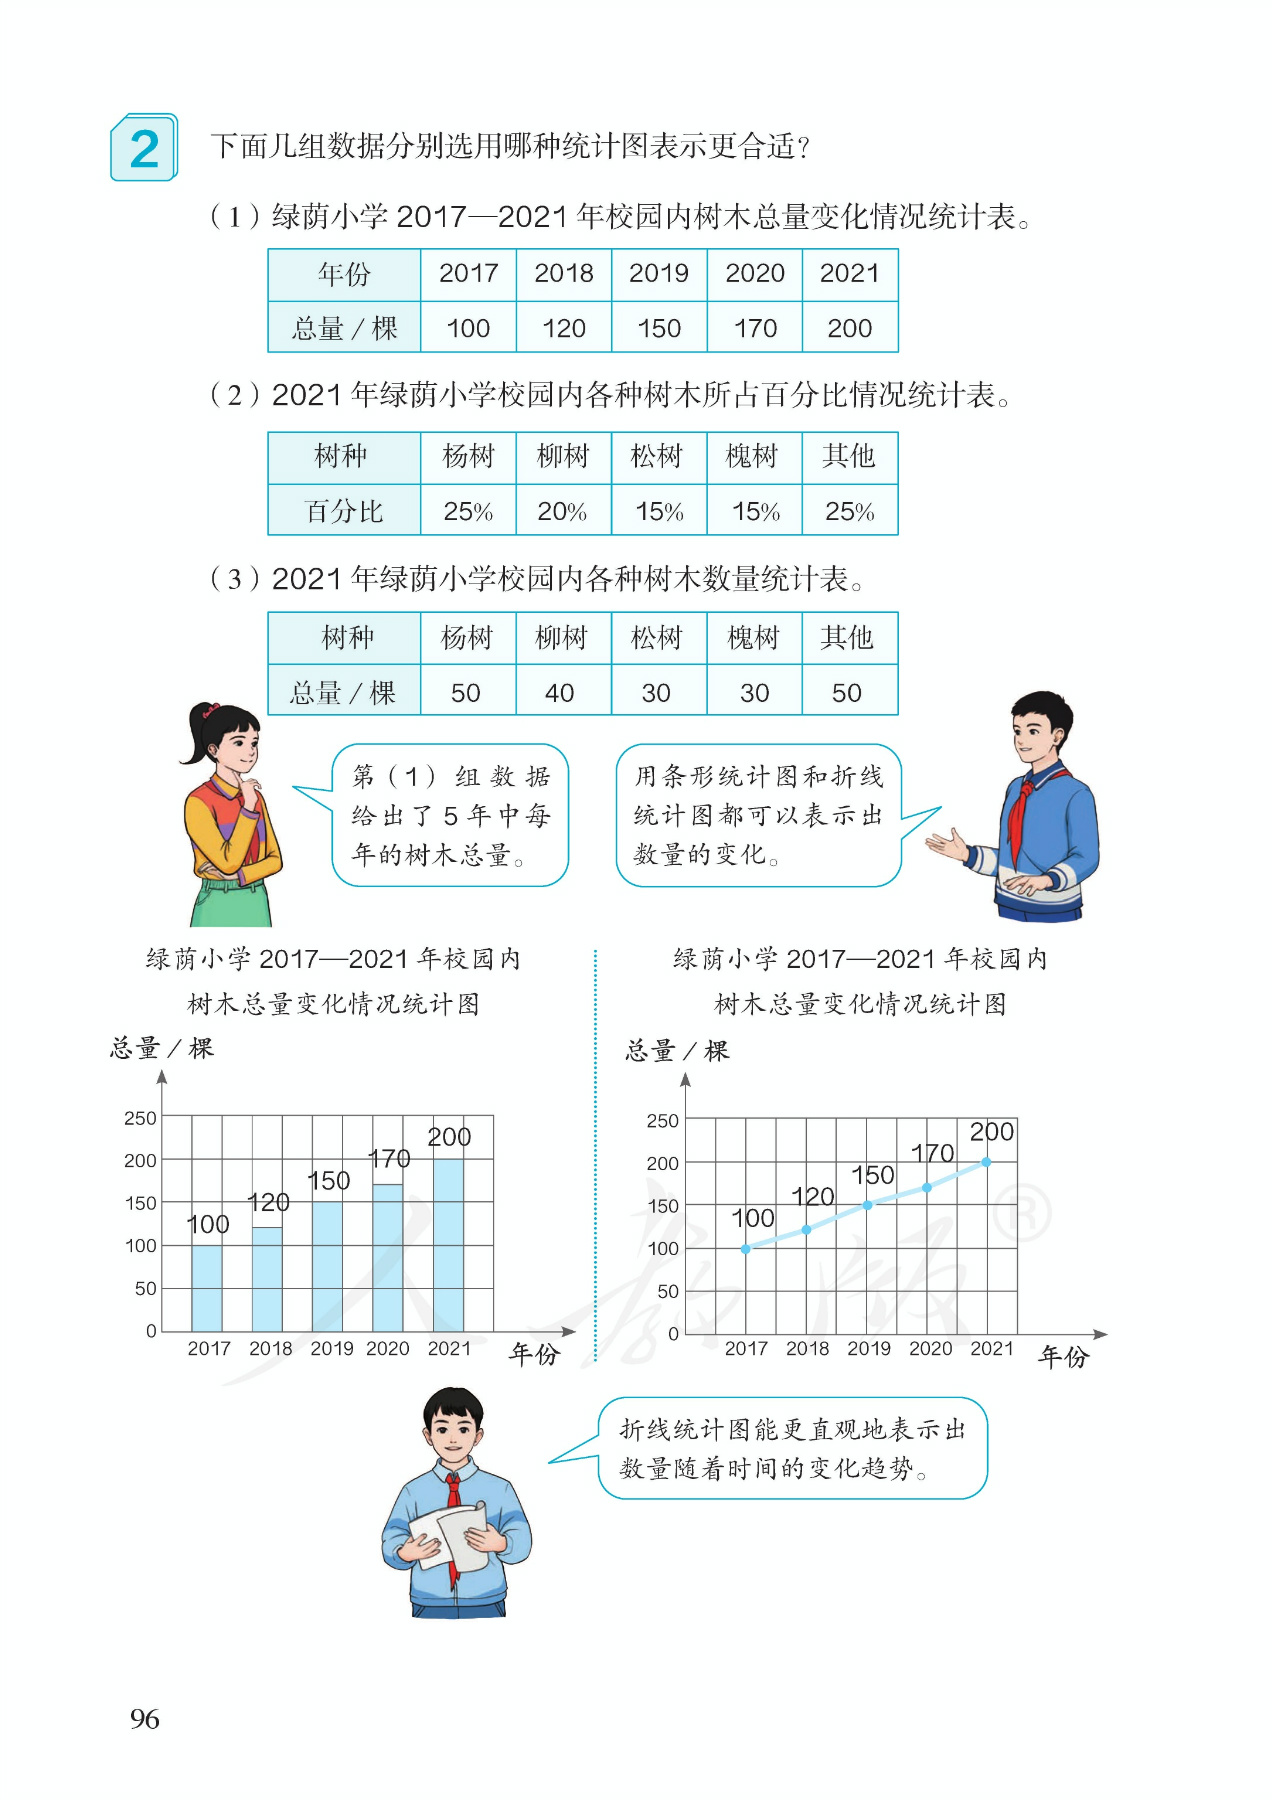 2
下面几组数据分别选用哪种统计图表示更合适？
（1）绿荫小学 2017—2021 年校园内树木总量变化情况统计表。
年份 2017 2018 2019 2020 2021
总量/棵 100 120 150 170 200
（2）2021 年绿荫小学校园内各种树木所占百分比情况统计表。
树种 杨树 柳树 松树 槐树 其他
百分比 25% 20% 15% 15% 25%
（3）2021 年绿荫小学校园内各种树木数量统计表。
树种 杨树 柳树 松树 槐树 其他
总量/棵 50 40 30 30 50
第（1）组数据
给出了 5 年中每
年的树木总量。
用条形统计图和折线
统计图都可以表示出
数量的变化。
绿荫小学 2017—2021 年校园内
树木总量变化情况统计图
总量/棵
250
200
150
100
50
0
100
120
150
170
200
2017 2018 2019 2020 2021
年份
绿荫小学 2017—2021 年校园内
树木总量变化情况统计图
总量/棵
250
200
150
100
50
0
100
120
150
170
200
2017 2018 2019 2020 2021
年份
人教版®
折线统计图能更直观地表示出
数量随着时间的变化趋势。
96